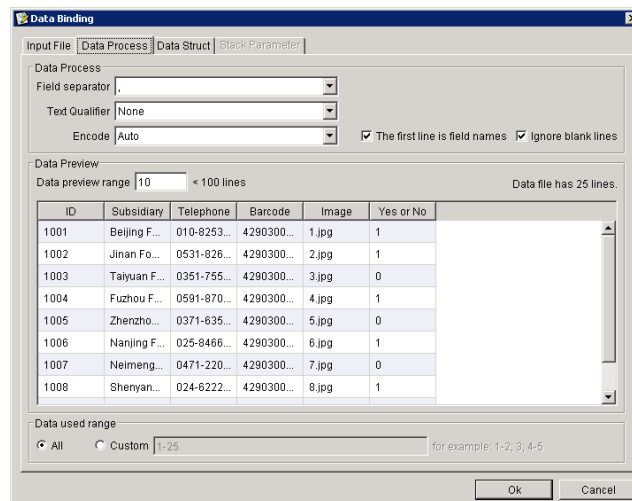 Data Binding
Input File Data Process Data Struct Stack Parameter
Data Process
Field separator ,
Text Qualifier None
Encode Auto The first line is field names Ignore blank lines
Data Preview
Data preview range 10 < 100 lines Data file has 25 lines.
ID Subsidiary Telephone Barcode Image Yes or No
1001 Beijing F... 010-8253... 4290300... 1.jpg 1
1002 Jinan Fo... 0531-826... 4290300... 2.jpg 1
1003 Taiyuan F... 0351-755... 4290300... 3.jpg 0
1004 Fuzhou F... 0591-870... 4290300... 4.jpg 1
1005 Zhenzho... 0371-635... 4290300... 5.jpg 0
1006 Nanjing F... 025-8466... 4290300... 6.jpg 1
1007 Neimeng... 0471-220... 4290300... 7.jpg 0
1008 Shenyan... 024-6222... 4290300... 8.jpg 1
Data used range
All Custom 1-25 for example: 1-2; 3; 4-5
Ok Cancel